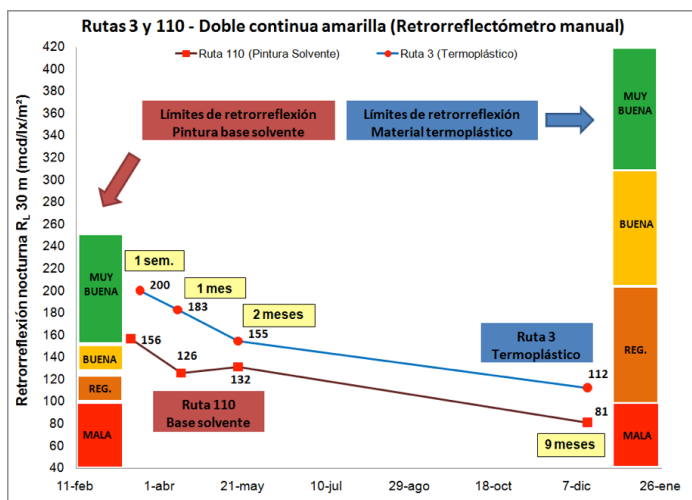 Rutas 3 y 110 - Doble continua amarilla (Retrorreflectómetro manual)
Ruta 110 (Pintura Solvente)
Ruta 3 (Termoplástico)
Retrorreflexión nocturna RL 30 m (mcd/lx/m²)
420
400
380
360
340
320
300
280
260
240
220
200
180
160
140
120
100
80
60
40
Límites de retrorreflexión
Pintura base solvente
Límites de retrorreflexión
Material termoplástico
MUY
BUENA
BUENA
REG.
MALA
1 sem.
200
1 mes
183
2 meses
155
156
126
132
Ruta 110
Base solvente
Ruta 3
Termoplástico
112
81
9 meses
MUY
BUENA
BUENA
REG.
MALA
11-feb
1-abr
21-may
10-jul
29-ago
18-oct
7-dic
26-ene